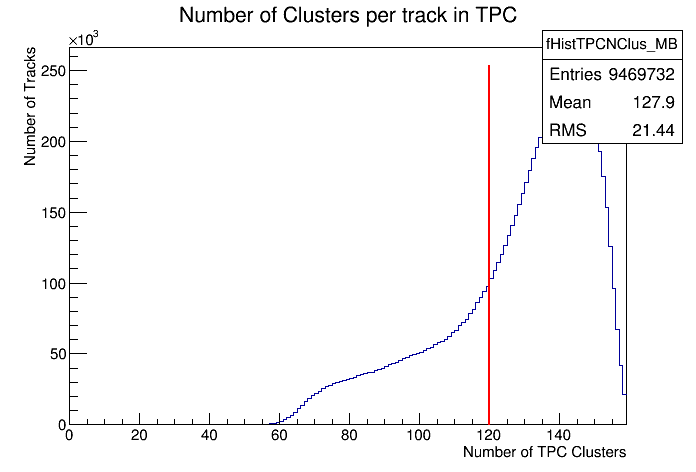 Number of Clusters per track in TPC
×10³
fHistTPCNClus_MB
Entries 9469732
Mean 127.9
RMS 21.44
Number of Tracks
250
200
150
100
50
0
0 20 40 60 80 100 120 140
Number of TPC Clusters